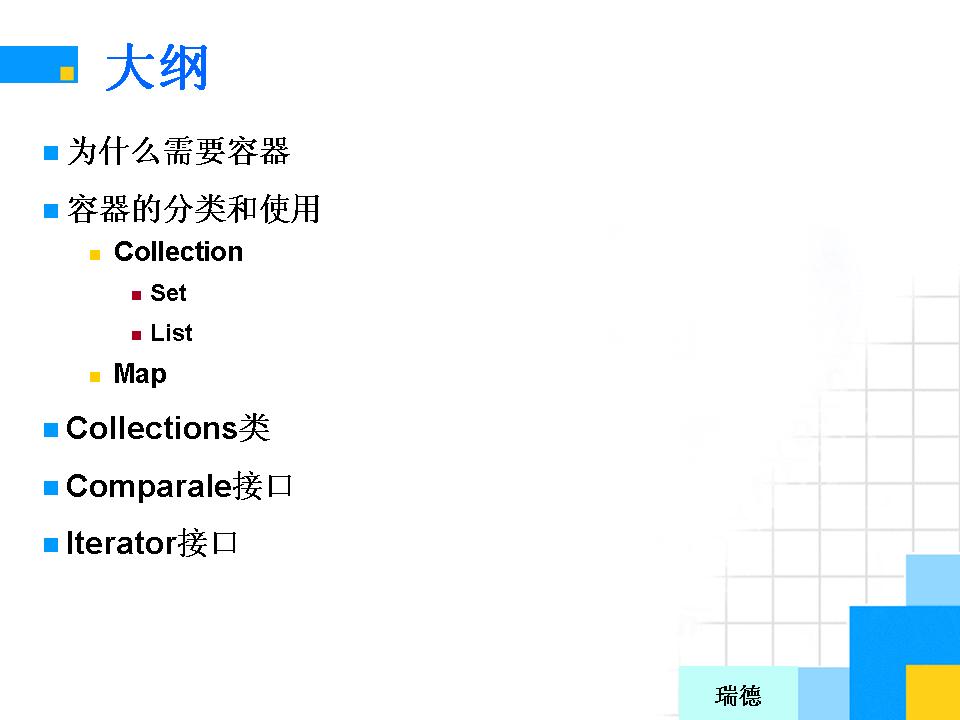 大纲
为什么需要容器
容器的分类和使用
Collection
Set
List
Map
Collections类
Comparale接口
Iterator接口
瑞德